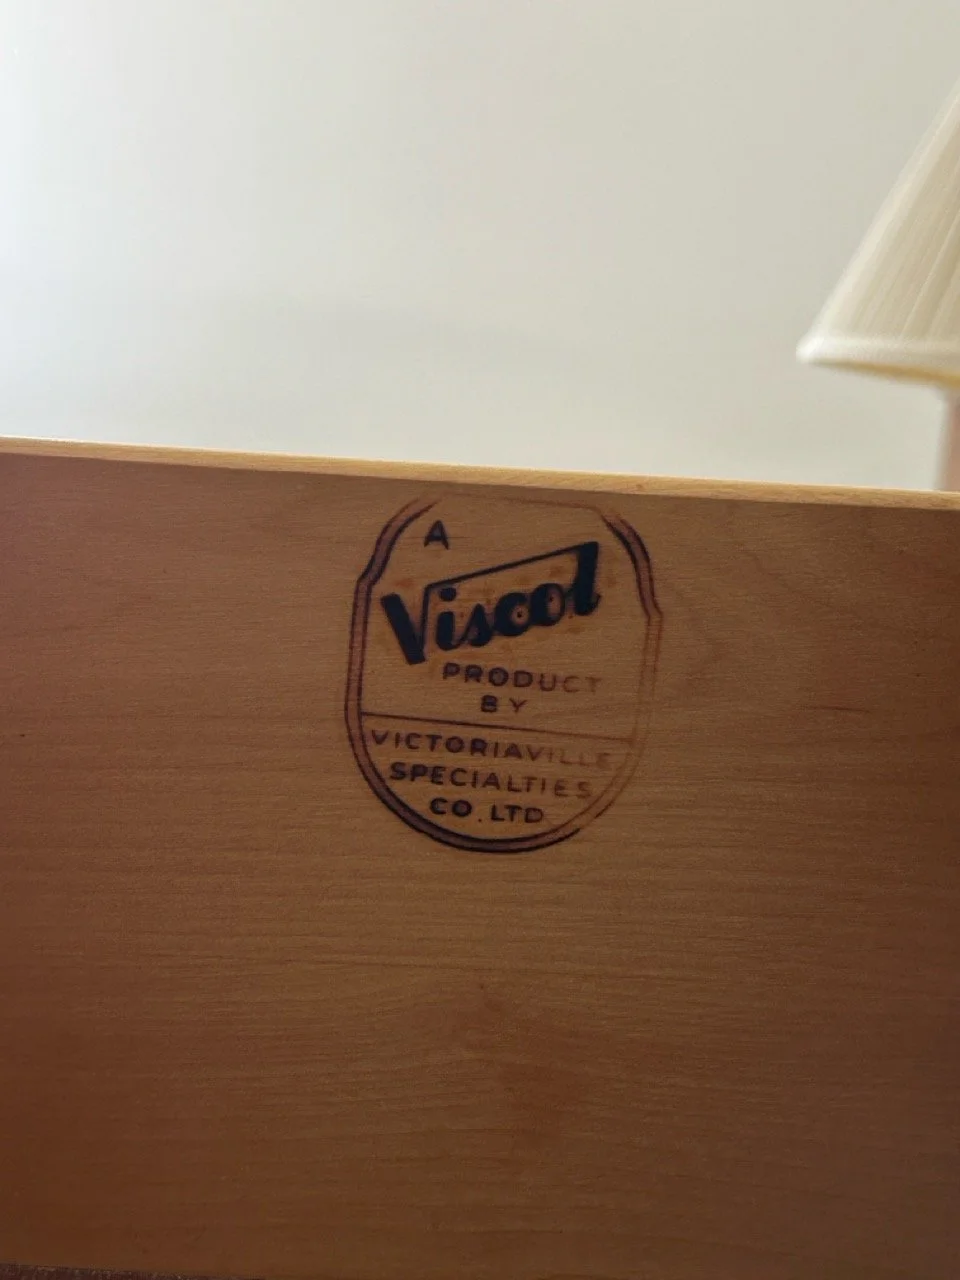 A
Viscol
PRODUCT
BY
VICTORIAVILLE
SPECIALTIES
CO. LTD